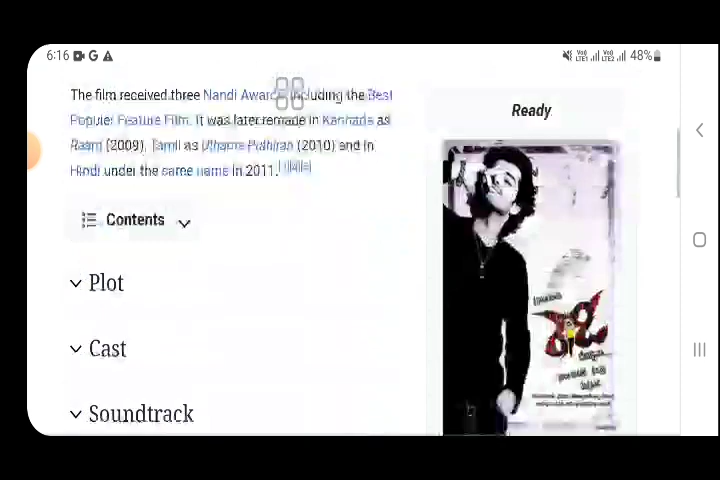 6:16
48%
The film received three Nandi Awards including the Best
Popular Feature Film. It was later remade in Kannada as
Raam (2009), Tamil as Uthama Puthiran (2010) and in
Hindi under the same name in 2011.
Contents
Plot
Cast
Soundtrack
Ready
రెడీ